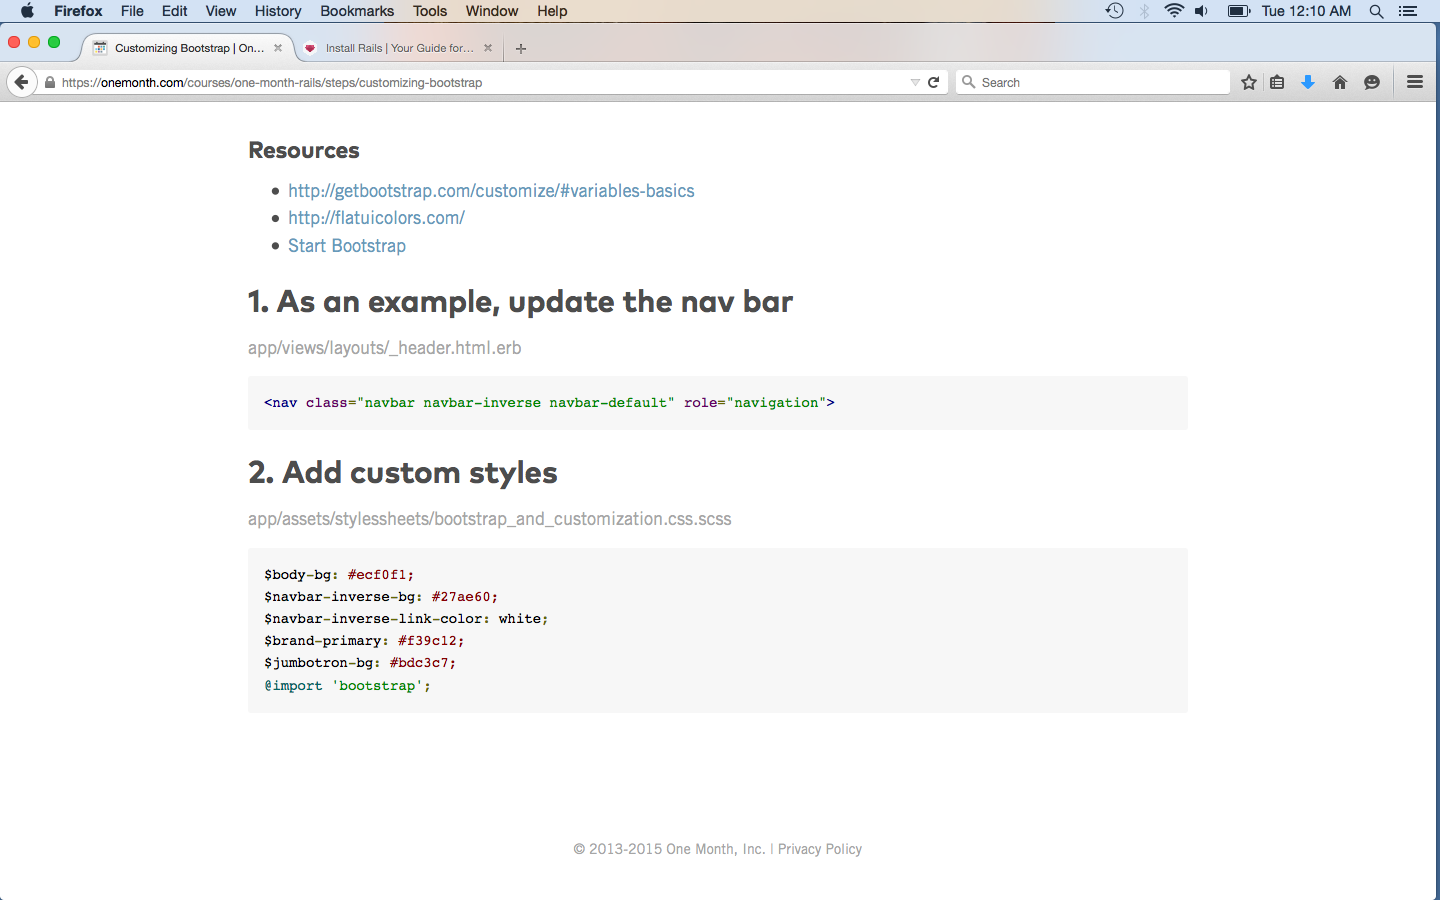 Firefox File Edit View History Bookmarks Tools Window Help Tue 12:10 AM
Customizing Bootstrap | On... Install Rails | Your Guide for...
https://onemonth.com/courses/one-month-rails/steps/customizing-bootstrap Search
Resources
http://getbootstrap.com/customize/#variables-basics
http://flatuicolors.com/
Start Bootstrap
1. As an example, update the nav bar
app/views/layouts/_header.html.erb
<nav class="navbar navbar-inverse navbar-default" role="navigation">
2. Add custom styles
app/assets/stylessheets/bootstrap_and_customization.css.scss
$body-bg: #ecf0f1;
$navbar-inverse-bg: #27ae60;
$navbar-inverse-link-color: white;
$brand-primary: #f39c12;
$jumbotron-bg: #bdc3c7;
@import 'bootstrap';
© 2013-2015 One Month, Inc. | Privacy Policy